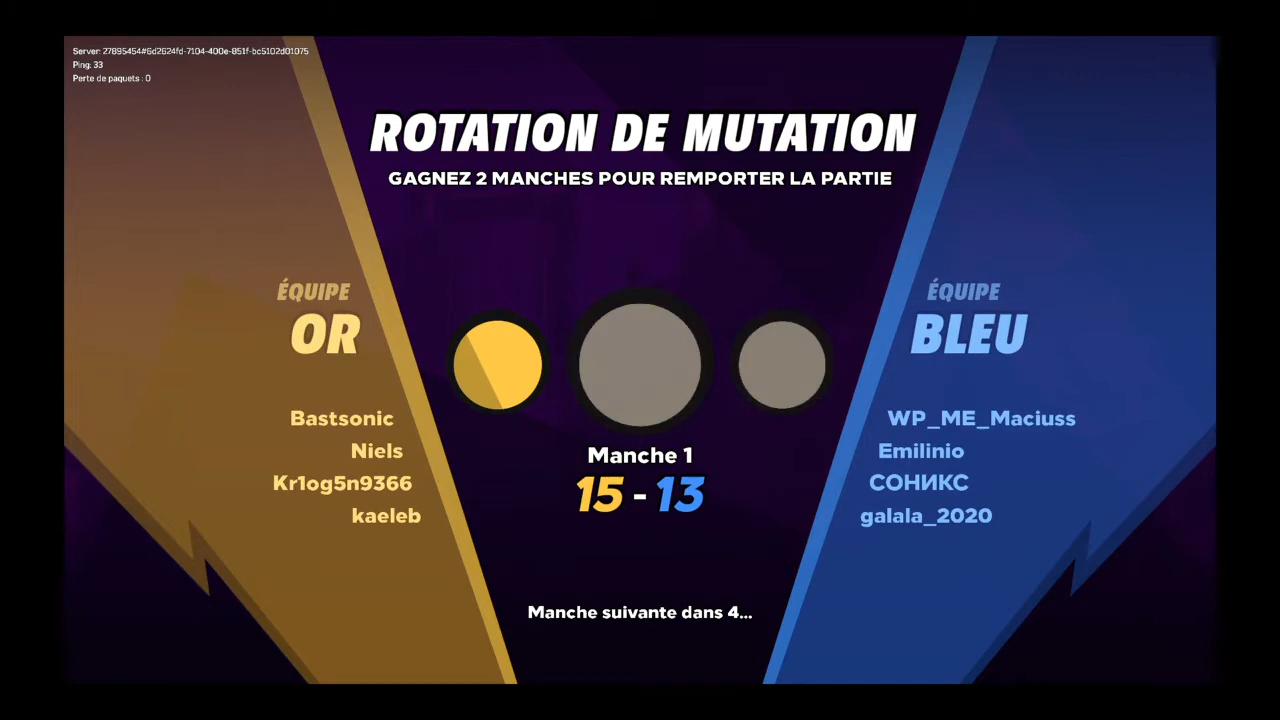 Server: 27895454#6d2624fd-7104-400e-851f-bc5102d01075
Ping: 33
Perte de paquets : 0
ROTATION DE MUTATION
GAGNEZ 2 MANCHES POUR REMPORTER LA PARTIE
ÉQUIPE
OR
Bastsonic
Niels
Kr1og5n9366
kaeleb
Manche 1
15 - 13
Manche suivante dans 4...
ÉQUIPE
BLEU
WP_ME_Maciuss
Emilinio
СОНИКС
galala_2020